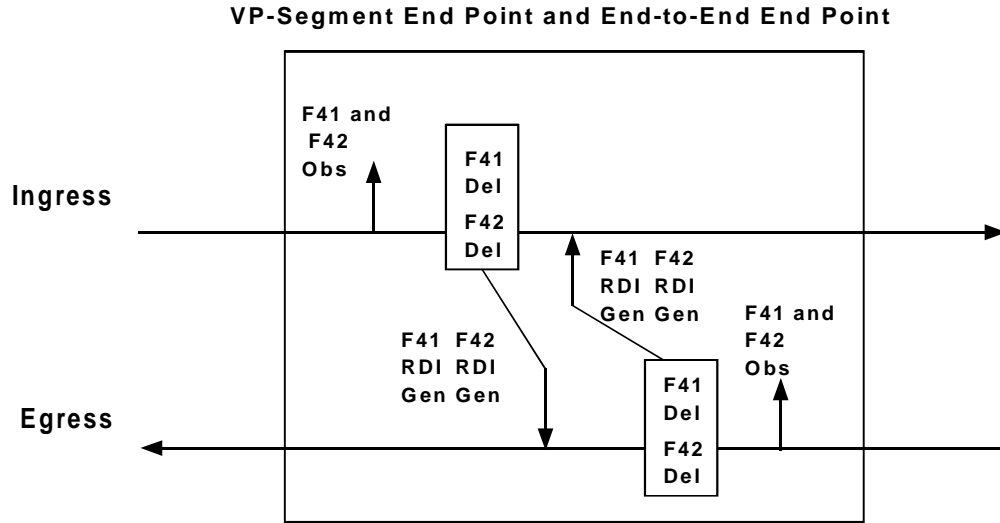 VP-Segment End Point and End-to-End End Point
F41 and
F42
Obs
F41
Del
F42
Del
Ingress
F41 F42
RDI RDI
Gen Gen
F41 and
F42
Obs
F41 F42
RDI RDI
Gen Gen
F41
Del
F42
Del
Egress